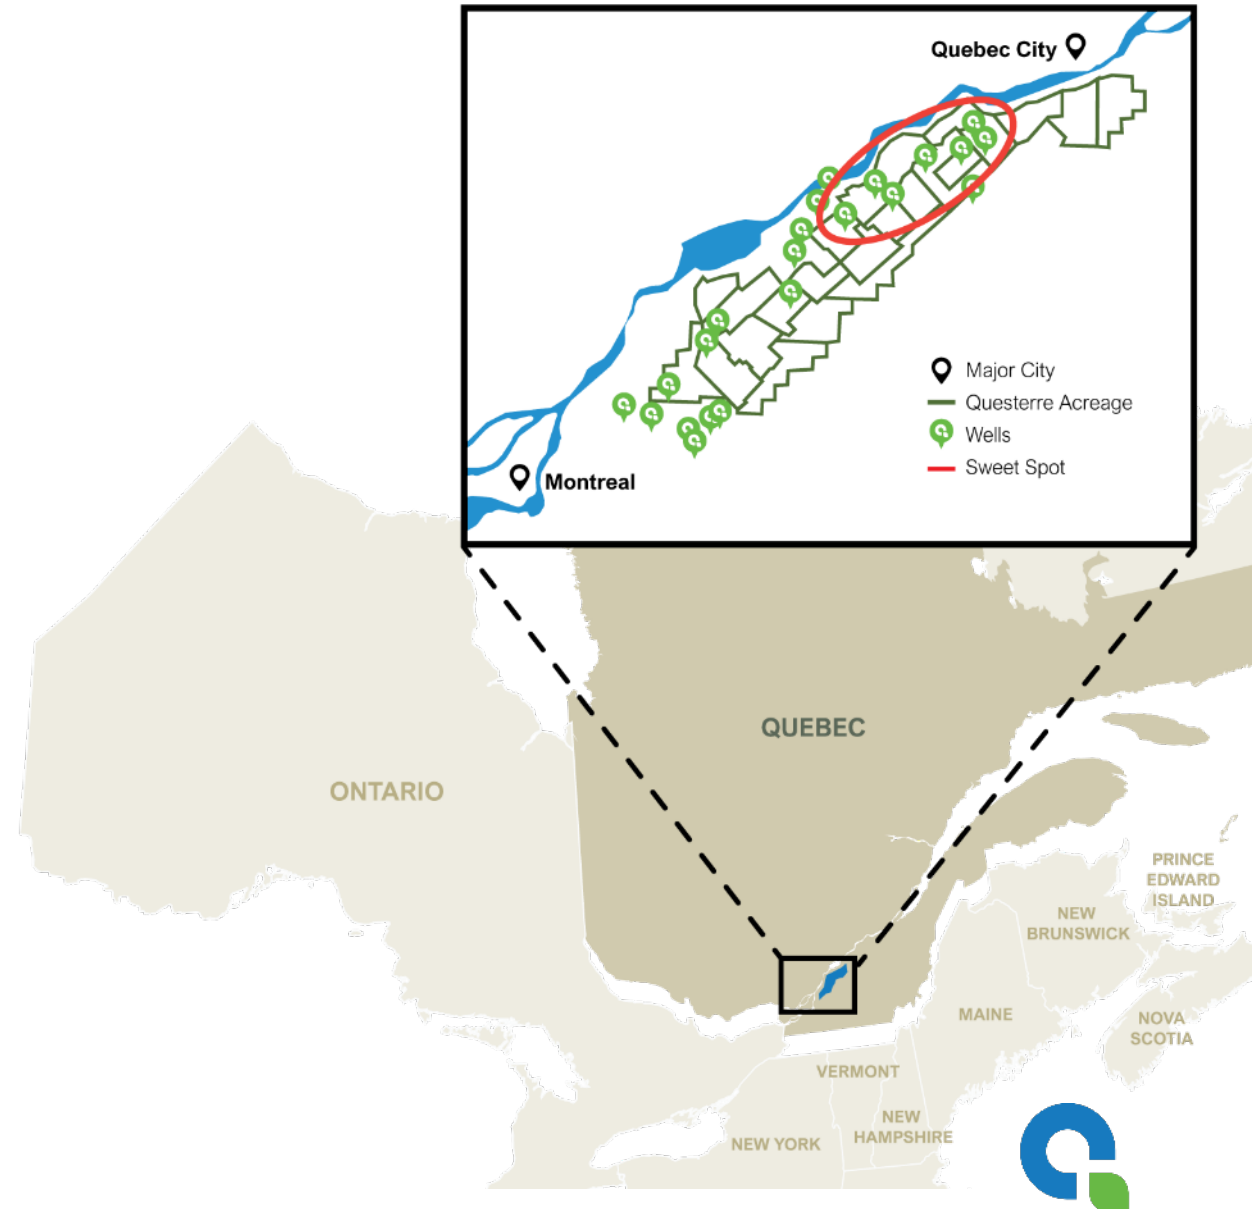 Quebec City
Major City
Questerre Acreage
Wells
Sweet Spot
Montreal
QUEBEC
ONTARIO
PRINCE
EDWARD
ISLAND
NEW
BRUNSWICK
MAINE
NOVA
SCOTIA
VERMONT
NEW
HAMPSHIRE
NEW YORK